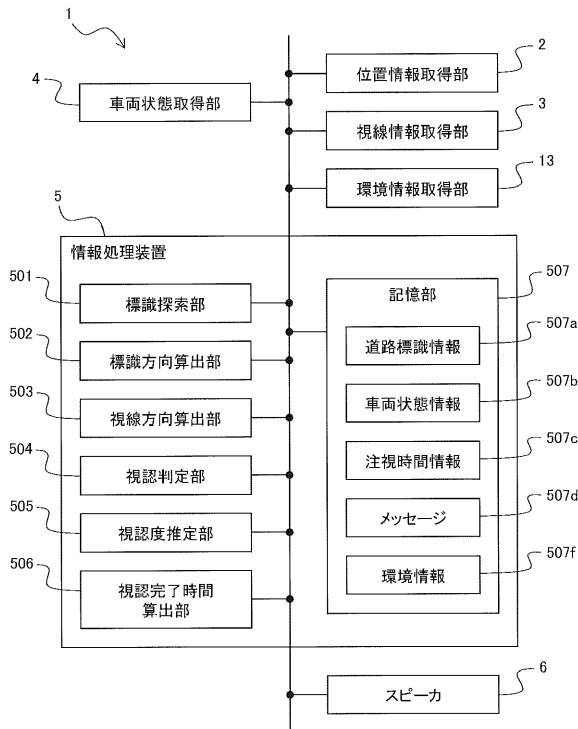 1
2
位置情報取得部
4
車両状態取得部
3
視線情報取得部
13
環境情報取得部
5
情報処理装置
501
標識探索部
502
標識方向算出部
503
視線方向算出部
504
視認判定部
505
視認度推定部
506
視認完了時間
算出部
507
記憶部
507a
道路標識情報
507b
車両状態情報
507c
注視時間情報
507d
メッセージ
507f
環境情報
6
スピーカ